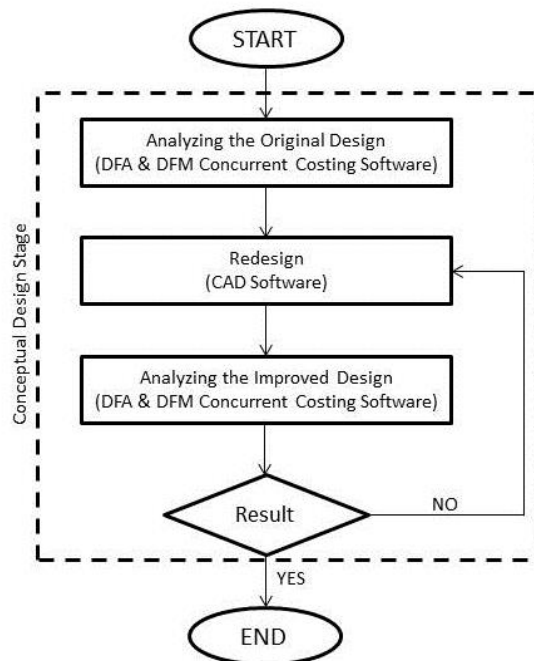 START
Conceptual Design Stage
Analyzing the Original Design
(DFA & DFM Concurrent Costing Software)
Redesign
(CAD Software)
Analyzing the Improved Design
(DFA & DFM Concurrent Costing Software)
Result
NO
YES
END